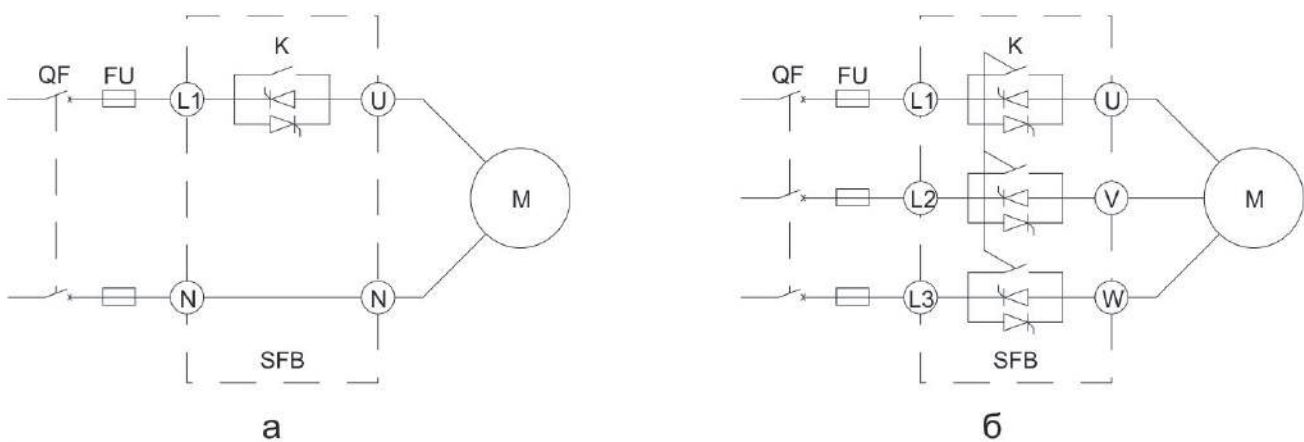 K
QF FU
L1 U
M
N N
SFB
а
K
QF FU
L1 U
L2 V
M
L3 W
SFB
б